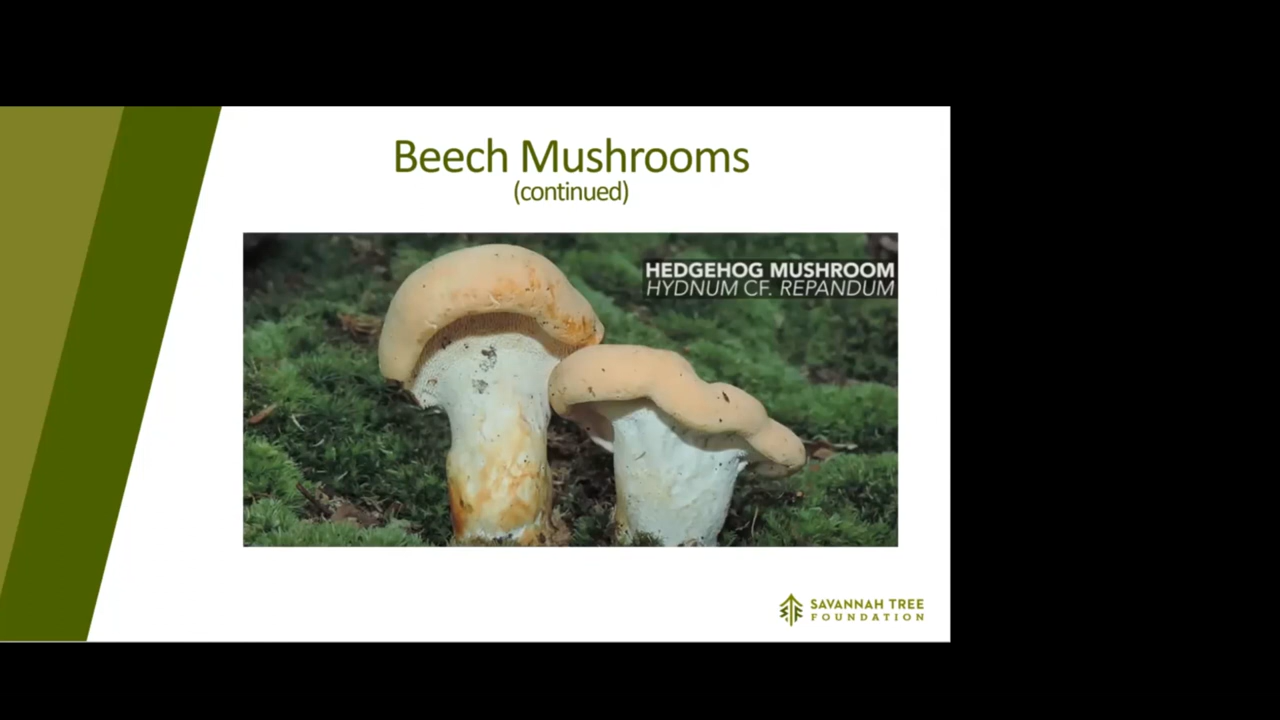 Beech Mushrooms
(continued)
HEDGEHOG MUSHROOM
HYDNUM CF. REPANDUM
SAVANNAH TREE
FOUNDATION